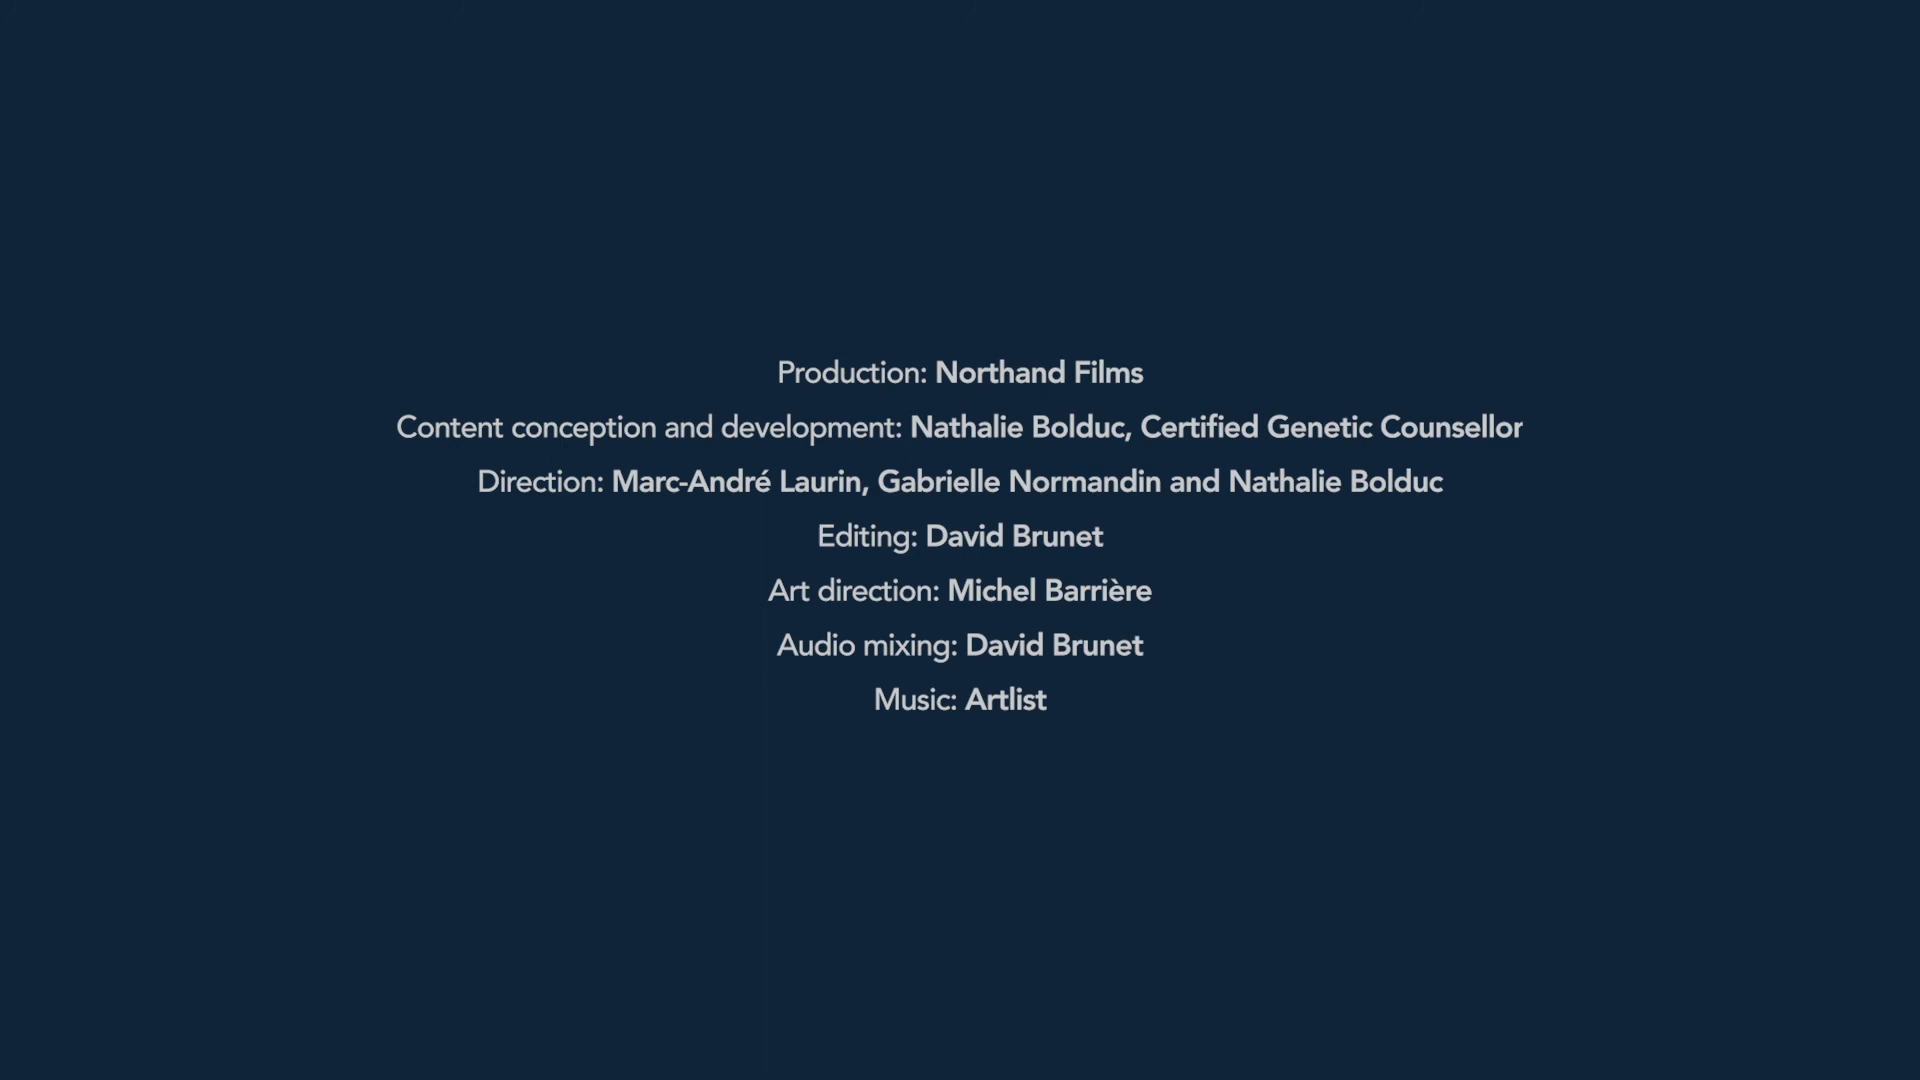 Production: Northand Films
Content conception and development: Nathalie Bolduc, Certified Genetic Counsellor
Direction: Marc-André Laurin, Gabrielle Normandin and Nathalie Bolduc
Editing: David Brunet
Art direction: Michel Barrière
Audio mixing: David Brunet
Music: Artlist